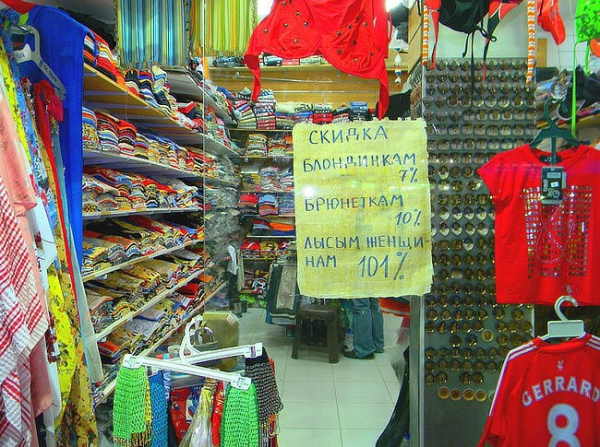 СКИДКА
БЛОНДИНКАМ
7%
БРЮНЕТКАМ
10%
ЛЫСЫМ ЖЕНЩИ-
НАМ 101%
GERRARD
8